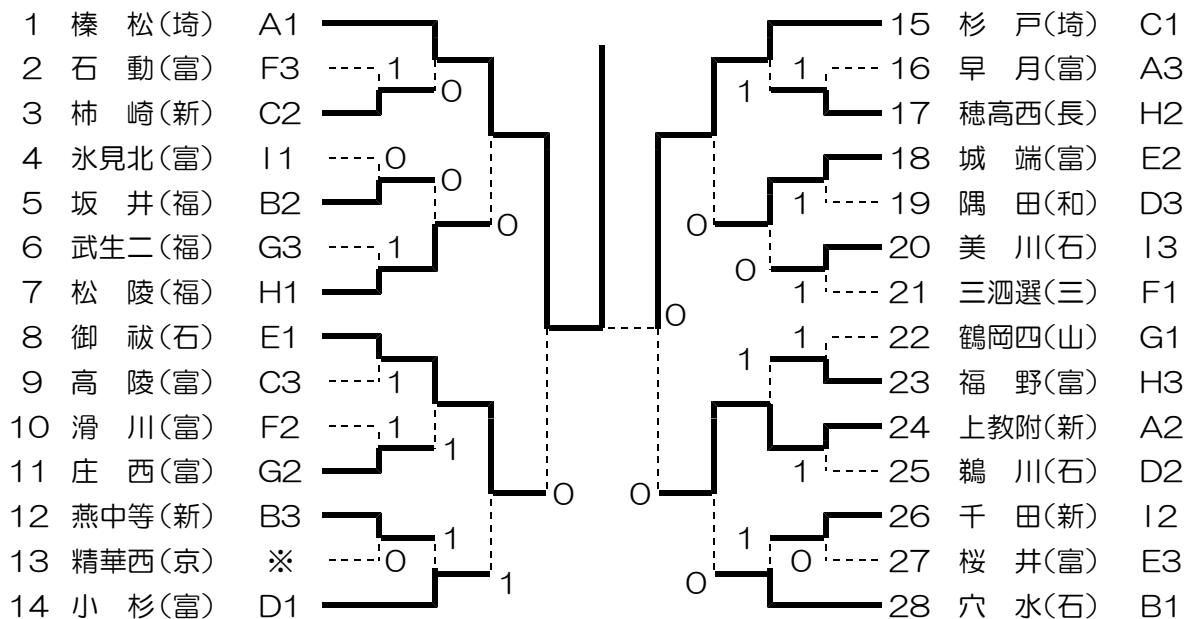 1 榛 松(埼) A1
2 石 動(富) F3 1
0
3 柿 崎(新) C2
4 氷見北(富) I1 0
0
5 坂 井(福) B2
0
6 武生二(福) G3 1
7 松 陵(福) H1
8 御 祓(石) E1
9 高 陵(富) C3 1
10 滑 川(富) F2 1
1
11 庄 西(富) G2
0
12 燕中等(新) B3
1
13 精華西(京) ※ 0
1
14 小 杉(富) D1
0
15 杉 戸(埼) C1
1 16 早 月(富) A3
1
17 穂高西(長) H2
18 城 端(富) E2
1 19 隅 田(和) D3
0
20 美 川(石) I3
0
1 21 三泗選(三) F1
1 22 鶴岡四(山) G1
1
23 福 野(富) H3
24 上教附(新) A2
1 25 鵜 川(石) D2
0
26 千 田(新) I2
1
0 27 桜 井(富) E3
0
28 穴 水(石) B1